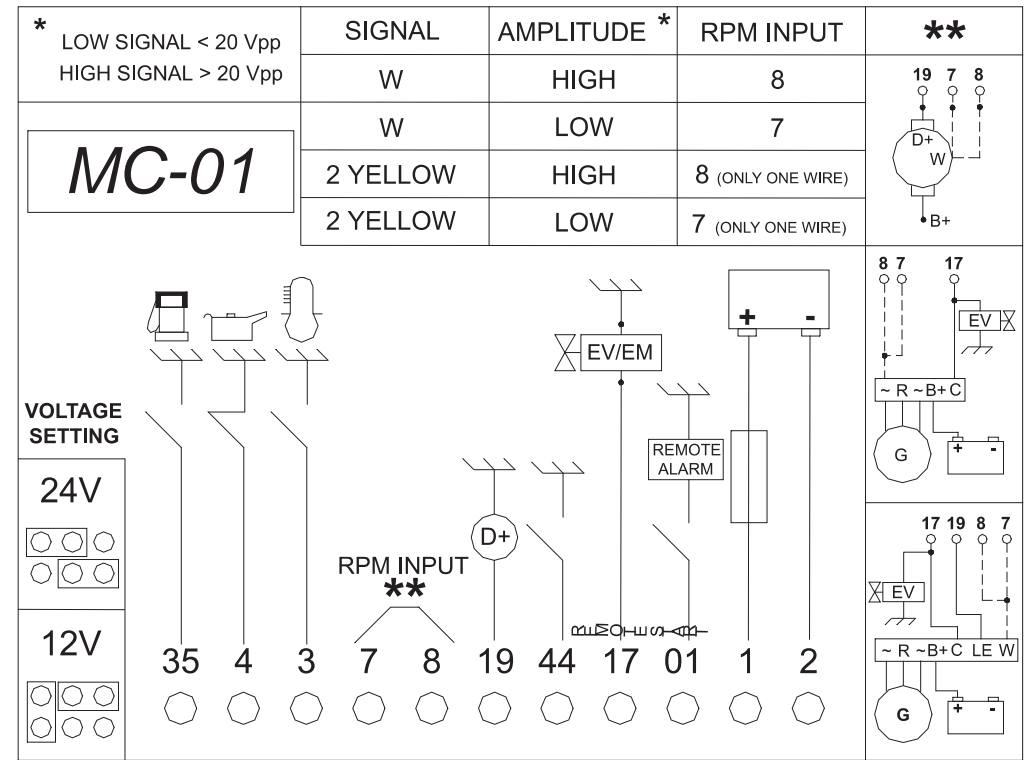 * LOW SIGNAL < 20 Vpp
HIGH SIGNAL > 20 Vpp
SIGNAL AMPLITUDE * RPM INPUT **
W HIGH 8
W LOW 7
2 YELLOW HIGH 8 (ONLY ONE WIRE)
2 YELLOW LOW 7 (ONLY ONE WIRE)
MC-01
19 7 8
D+
W
B+
8 7 17
EV
~ R ~ B+ C
G
+ -
17 19 8 7
EV
~ R ~ B+ C LE W
G
+ -
+ -
EV/EM
REMOTE
ALARM
VOLTAGE
SETTING
24V
12V
D+
RPM INPUT
**
REMOTE START
35 4 3 7 8 19 44 17 01 1 2